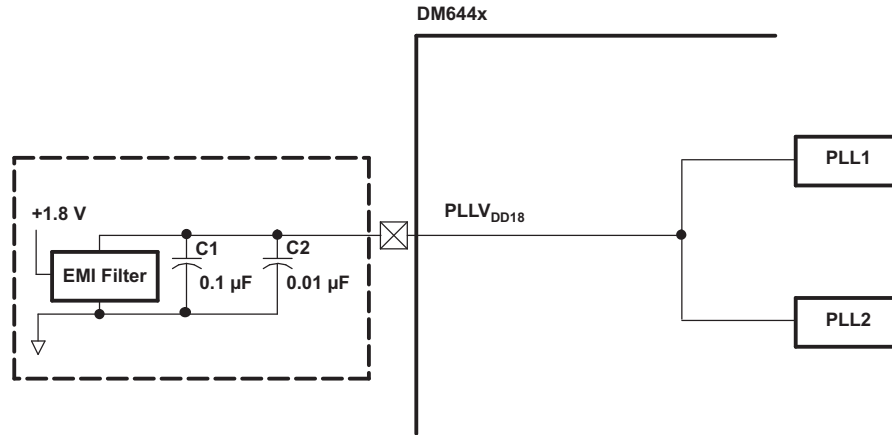 DM644x
PLL1
+1.8 V
PLLVDD18
C1
C2
EMI Filter
0.1 µF
0.01 µF
PLL2